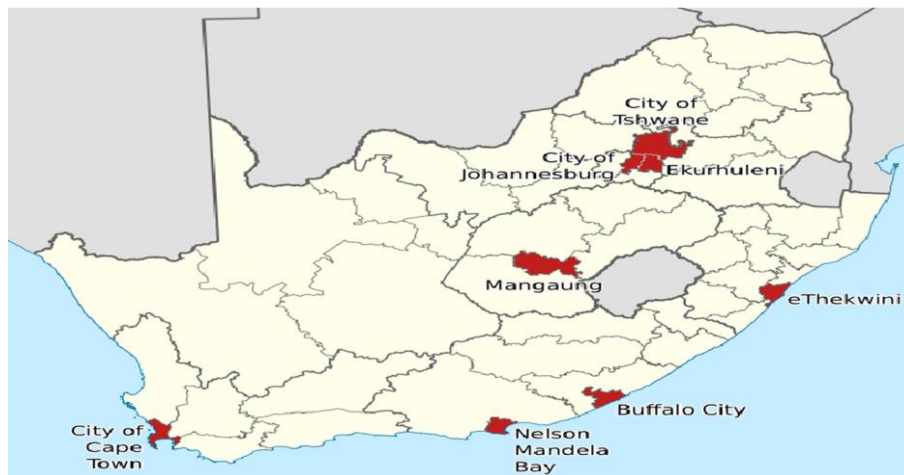 City of
Tshwane
City of
Johannesburg
Ekurhuleni
Mangaung
eThekwini
Buffalo City
City of
Cape
Town
Nelson
Mandela
Bay